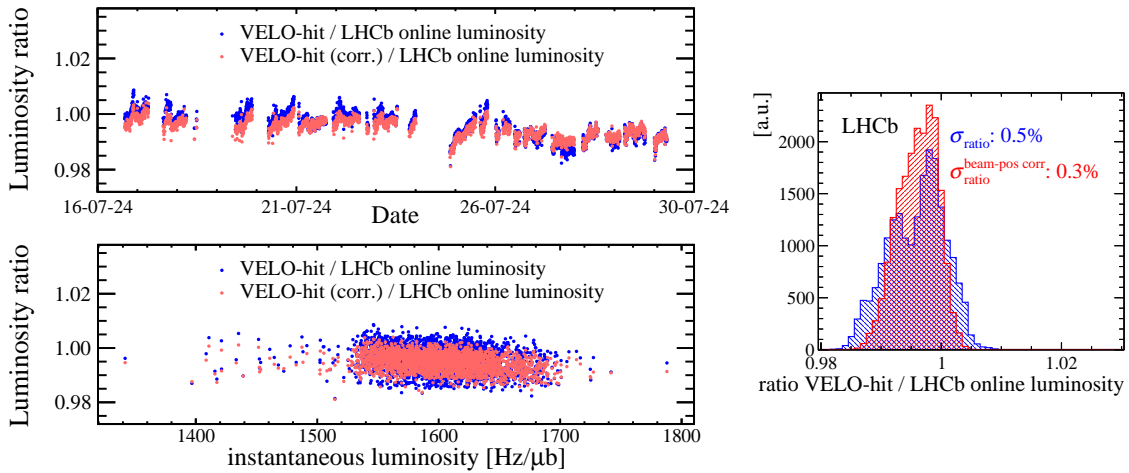 Luminosity ratio
1.02
1.00
0.98
VELO-hit / LHCb online luminosity
VELO-hit (corr.) / LHCb online luminosity
16-07-24
21-07-24
26-07-24
30-07-24
Date
Luminosity ratio
1.02
1.00
0.98
VELO-hit / LHCb online luminosity
VELO-hit (corr.) / LHCb online luminosity
1400
1500
1600
1700
1800
instantaneous luminosity [Hz/μb]
[a.u.]
2000
1500
1000
500
0
LHCb
σratio: 0.5%
σratio^beam-pos corr: 0.3%
0.98
1
1.02
ratio VELO-hit / LHCb online luminosity